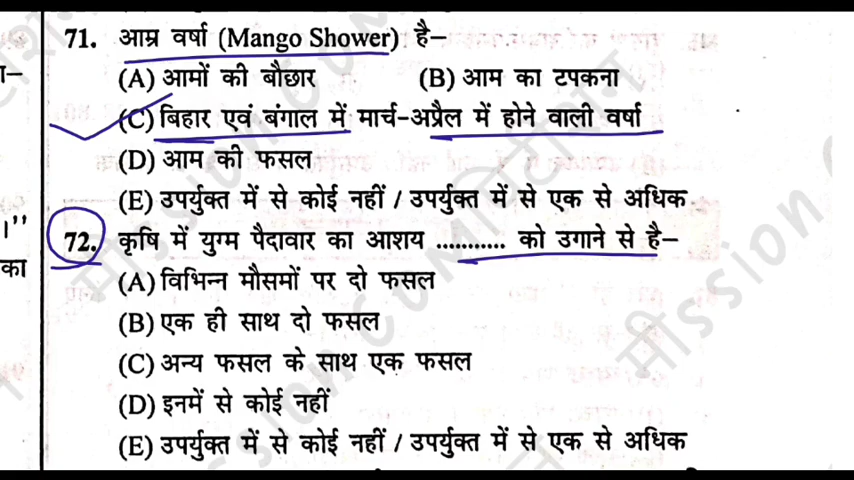 71. आम्र वर्षा (Mango Shower) है–
(A) आमों की बौछार (B) आम का टपकना
(C) बिहार एवं बंगाल में मार्च-अप्रैल में होने वाली वर्षा
(D) आम की फसल
(E) उपर्युक्त में से कोई नहीं / उपर्युक्त में से एक से अधिक
72. कृषि में युग्म पैदावार का आशय ............ को उगाने से है–
(A) विभिन्न मौसमों पर दो फसल
(B) एक ही साथ दो फसल
(C) अन्य फसल के साथ एक फसल
(D) इनमें से कोई नहीं
(E) उपर्युक्त में से कोई नहीं / उपर्युक्त में से एक से अधिक